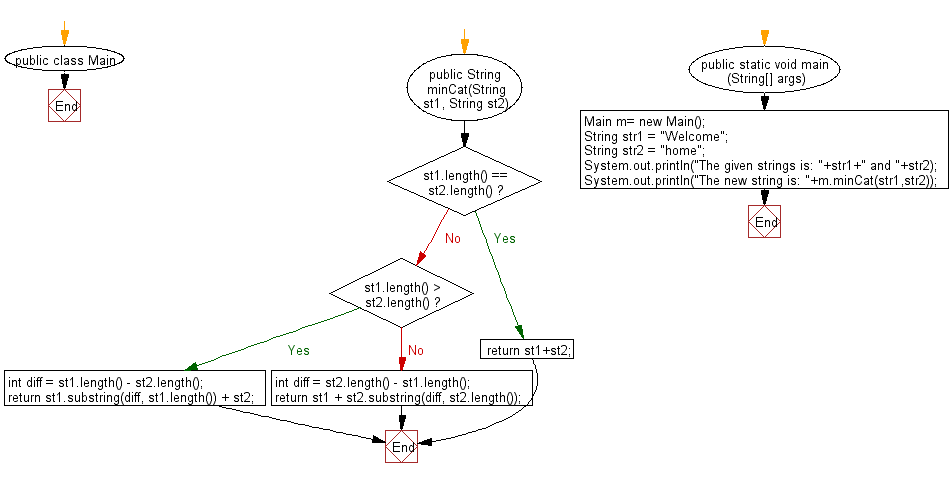 public class Main
End
public String
minCat(String
st1, String st2)
st1.length() ==
st2.length() ?
No
Yes
st1.length() >
st2.length() ?
Yes
No
return st1+st2;
int diff = st1.length() - st2.length();
return st1.substring(diff, st1.length()) + st2;
int diff = st2.length() - st1.length();
return st1 + st2.substring(diff, st2.length());
End
public static void main
(String[] args)
Main m= new Main();
String str1 = "Welcome";
String str2 = "home";
System.out.println("The given strings is: "+str1+" and "+str2);
System.out.println("The new string is: "+m.minCat(str1,str2));
End